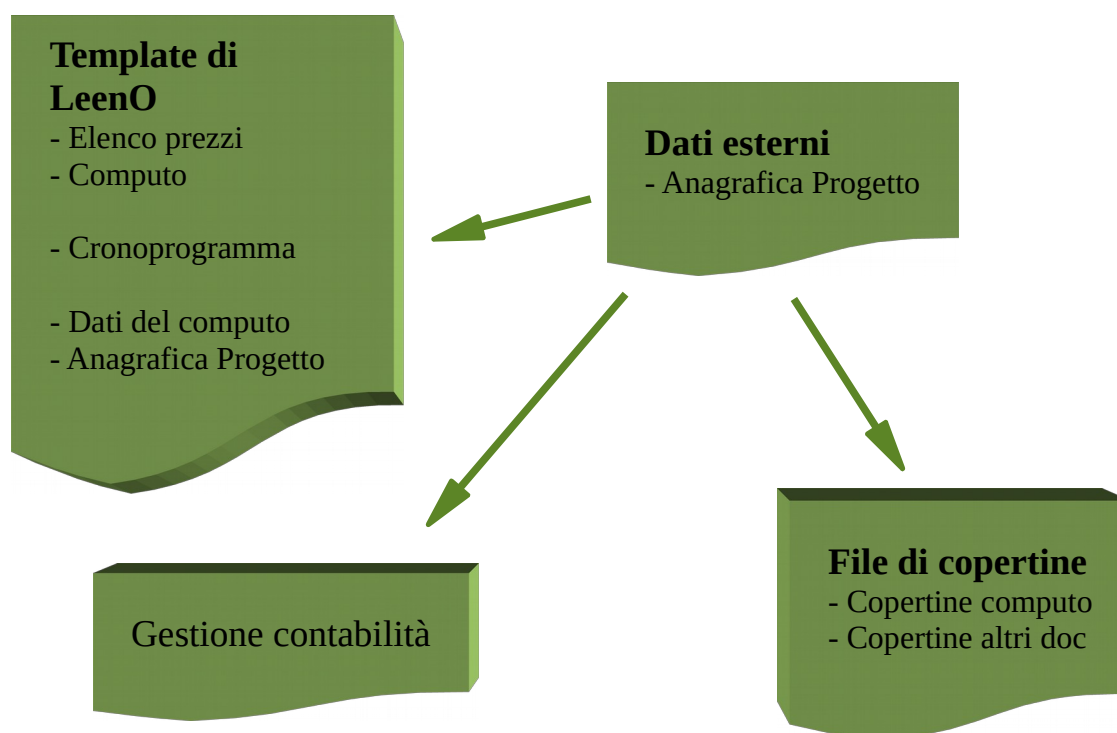 Template di
LeenO
- Elenco prezzi
- Computo
- Cronoprogramma
- Dati del computo
- Anagrafica Progetto
Dati esterni
- Anagrafica Progetto
Gestione contabilità
File di copertine
- Copertine computo
- Copertine altri doc